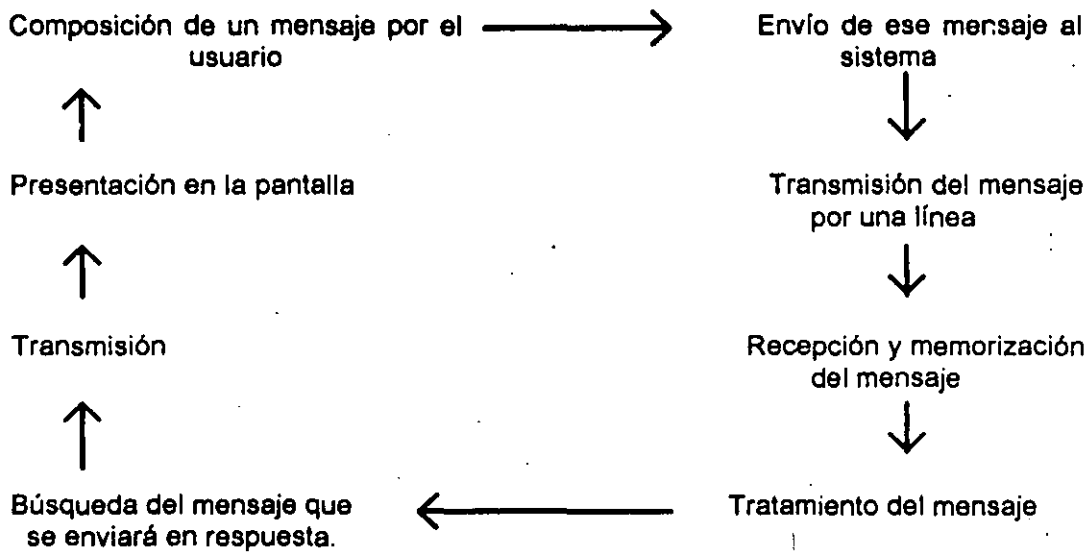 Composición de un mensaje por el
usuario
Envío de ese mensaje al
sistema
Presentación en la pantalla
Transmisión del mensaje
por una línea
Transmisión
Recepción y memorización
del mensaje
Búsqueda del mensaje que
se enviará en respuesta.
Tratamiento del mensaje